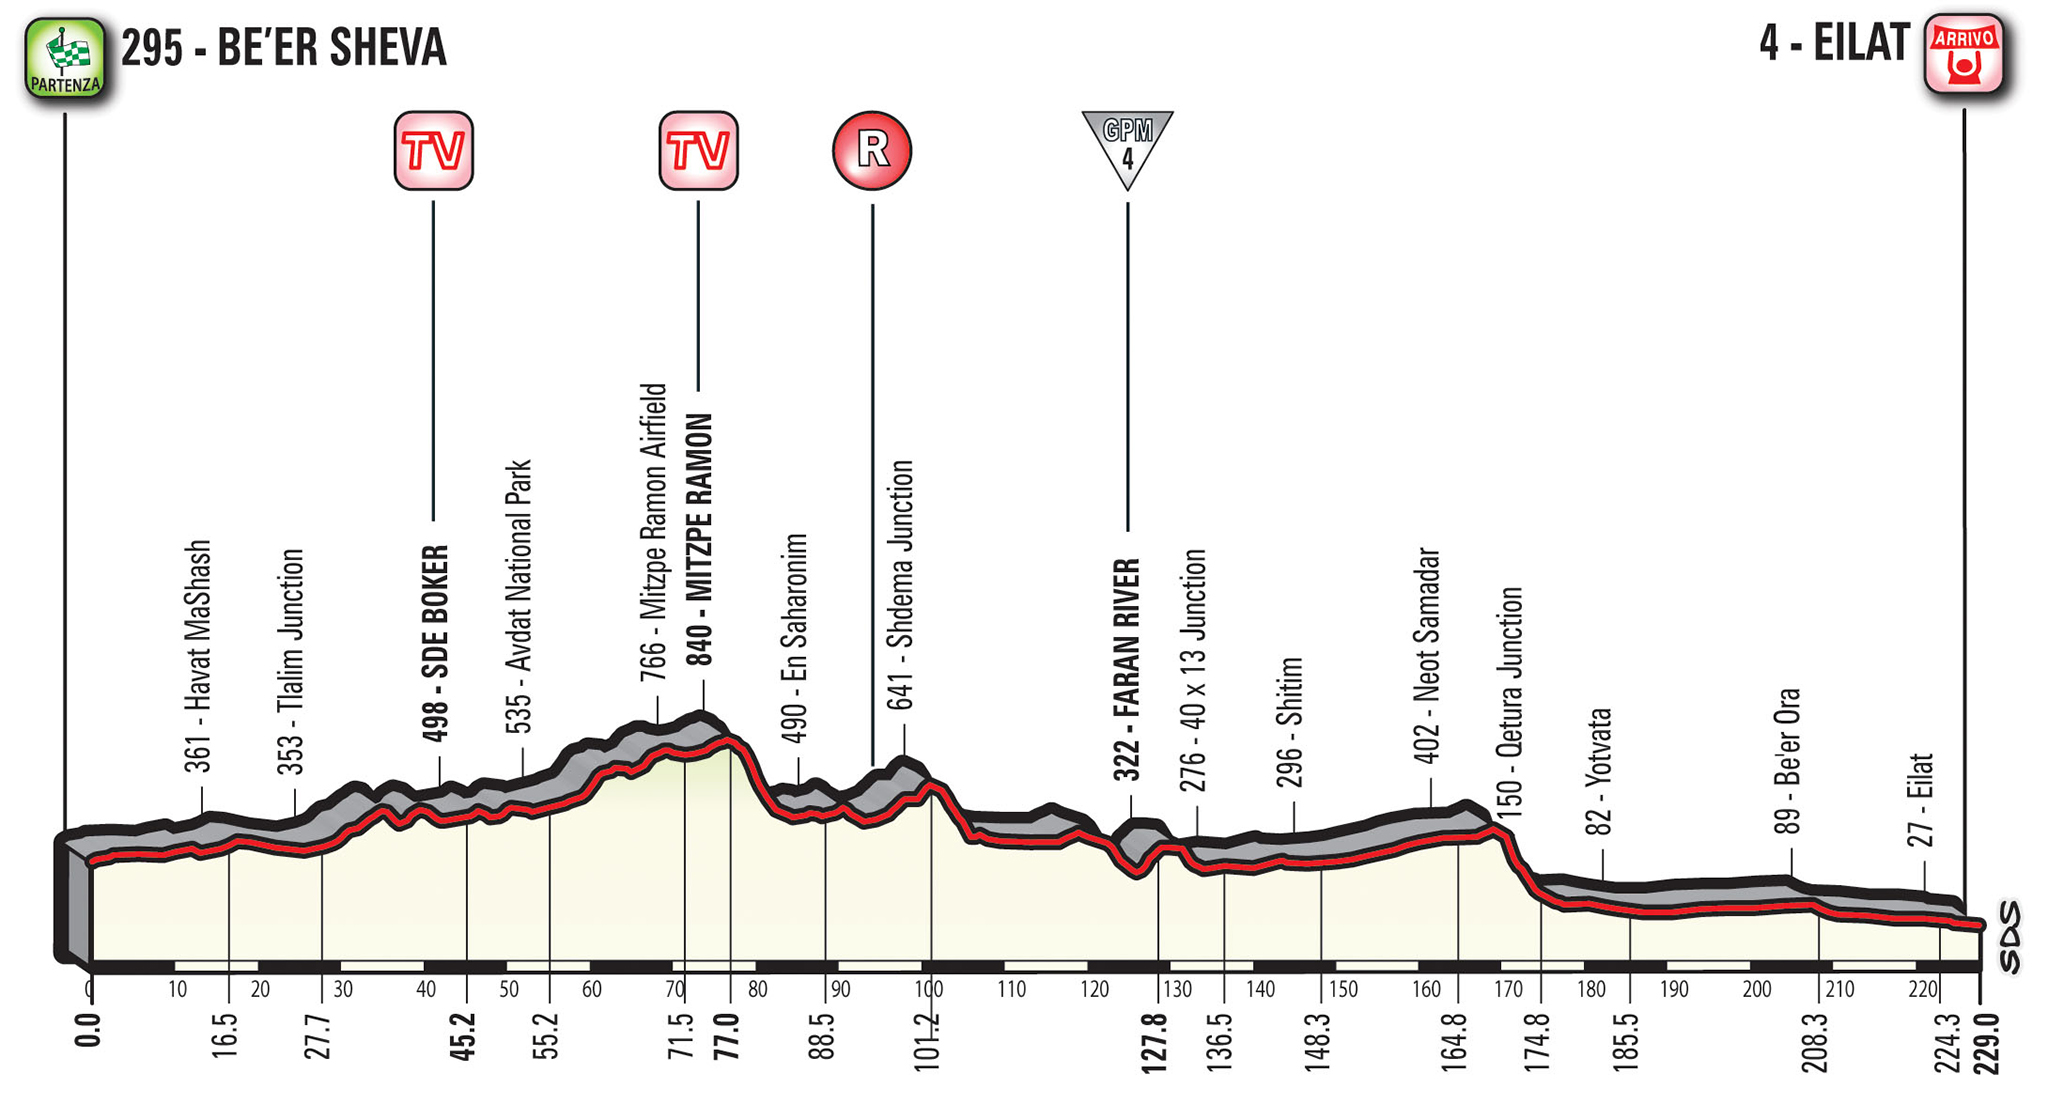 PARTENZA
295 - BE'ER SHEVA
4 - EILAT
ARRIVO
TV
TV
R
GPM
4
361 - Havat MaShash
353 - Tlalim Junction
498 - SDE BOKER
535 - Avdat National Park
766 - Mitzpe Ramon Airfield
840 - MITZPE RAMON
490 - En Saharonim
641 - Shdema Junction
322 - FARAN RIVER
276 - 40 x 13 Junction
296 - Shitim
402 - Neot Samadar
150 - Qetura Junction
82 - Yotvata
89 - Be'er Ora
27 - Eilat
SDS
0 10 20 30 40 50 60 70 80 90 100 110 120 130 140 150 160 170 180 190 200 210 220
0.0 16.5 27.7 45.2 55.2 71.5 77.0 88.5 101.2 127.8 136.5 148.3 164.8 174.8 185.5 208.3 224.3 229.0